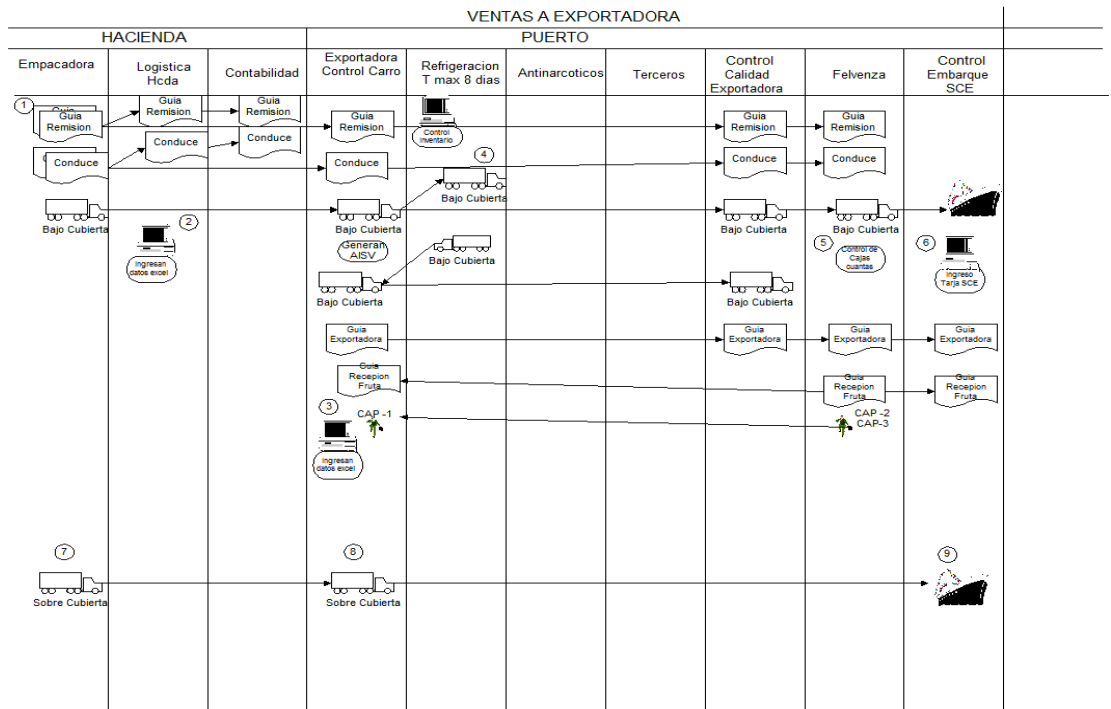 VENTAS A EXPORTADORA
HACIENDA
PUERTO
Empacadora
Logistica
Hcda
Contabilidad
Exportadora
Control Carro
Refrigeracion
T max 8 dias
Antinarcoticos
Terceros
Control
Calidad
Exportadora
Felvenza
Control
Embarque
SCE
1
Guia
Guia
Remision
Guia
Remision
Guia
Remision
Guia
Remision
Control
Inventario
Guia
Remision
Guia
Remision
Conduce
Conduce
Conduce
Conduce
4
Conduce
Conduce
Bajo Cubierta
Bajo Cubierta
2
Bajo Cubierta
Bajo Cubierta
Bajo Cubierta
Ingresan
datos excel
Generan
AISV
Bajo Cubierta
5
Control de
Cajas
cuantas
6
Ingreso
Tarja SCE
Bajo Cubierta
Bajo Cubierta
Guia
Exportadora
Guia
Exportadora
Guia
Exportadora
Guia
Exportadora
Guia
Recepion
Fruta
Guia
Recepion
Fruta
Guia
Recepion
Fruta
3
CAP -1
CAP -2
CAP-3
Ingresan
datos excel
7
8
9
Sobre Cubierta
Sobre Cubierta